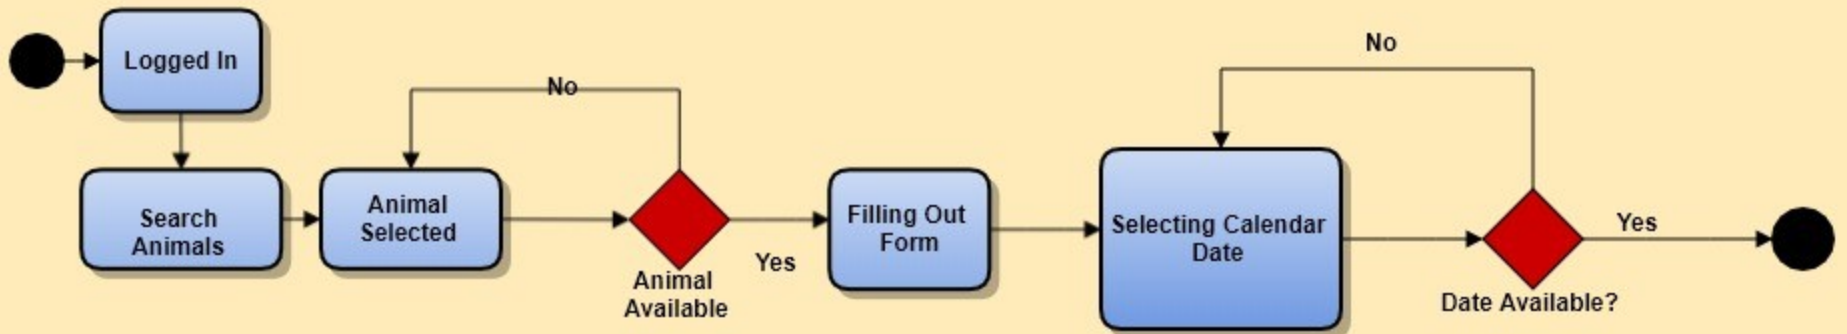 Logged In
Search
Animals
Animal
Selected
No
Animal
Available
Yes
Filling Out
Form
Selecting Calendar
Date
No
Date Available?
Yes